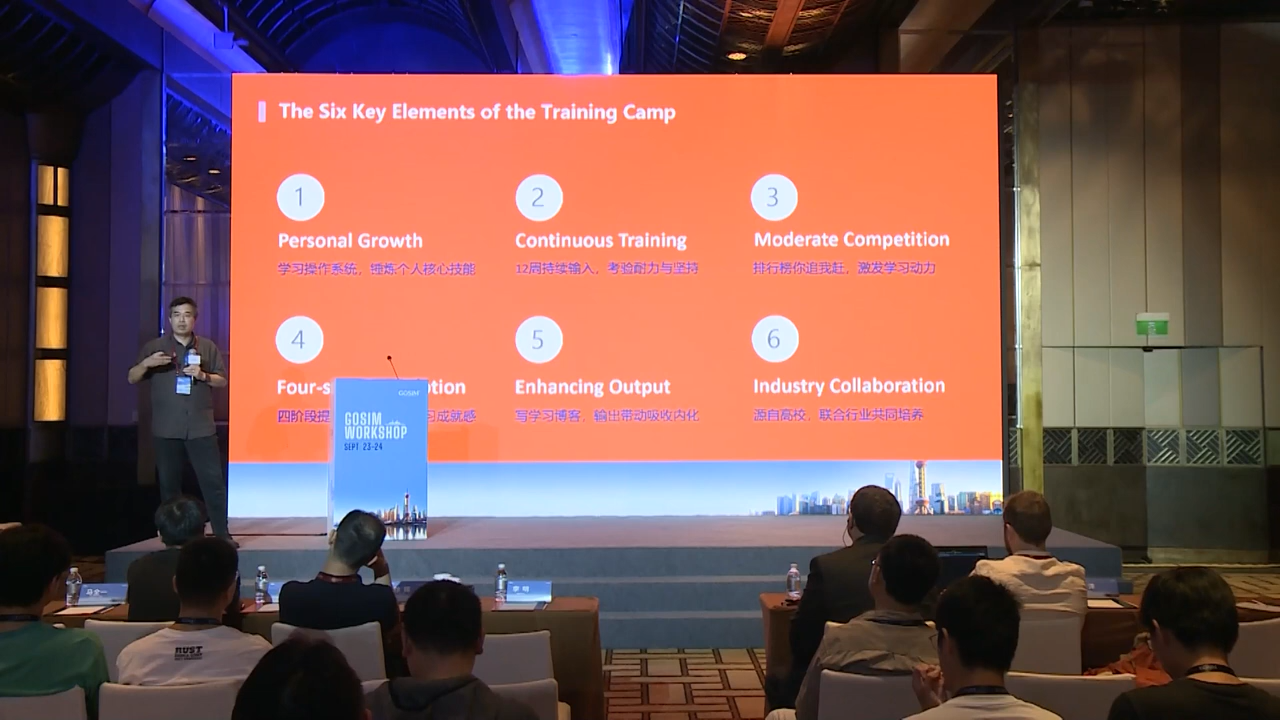 The Six Key Elements of the Training Camp
1
Personal Growth
学习操作系统，锤炼个人核心技能
2
Continuous Training
12周持续输入，考验耐力与坚持
3
Moderate Competition
排行榜你追我赶，激发学习动力
4
Four-s
tion
四阶段提
习成就感
5
Enhancing Output
写学习博客，输出带动吸收内化
6
Industry Collaboration
源自高校，联合行业共同培养
GOSIM
GOSIM
WORKSHOP
SEPT 23-24
RUST